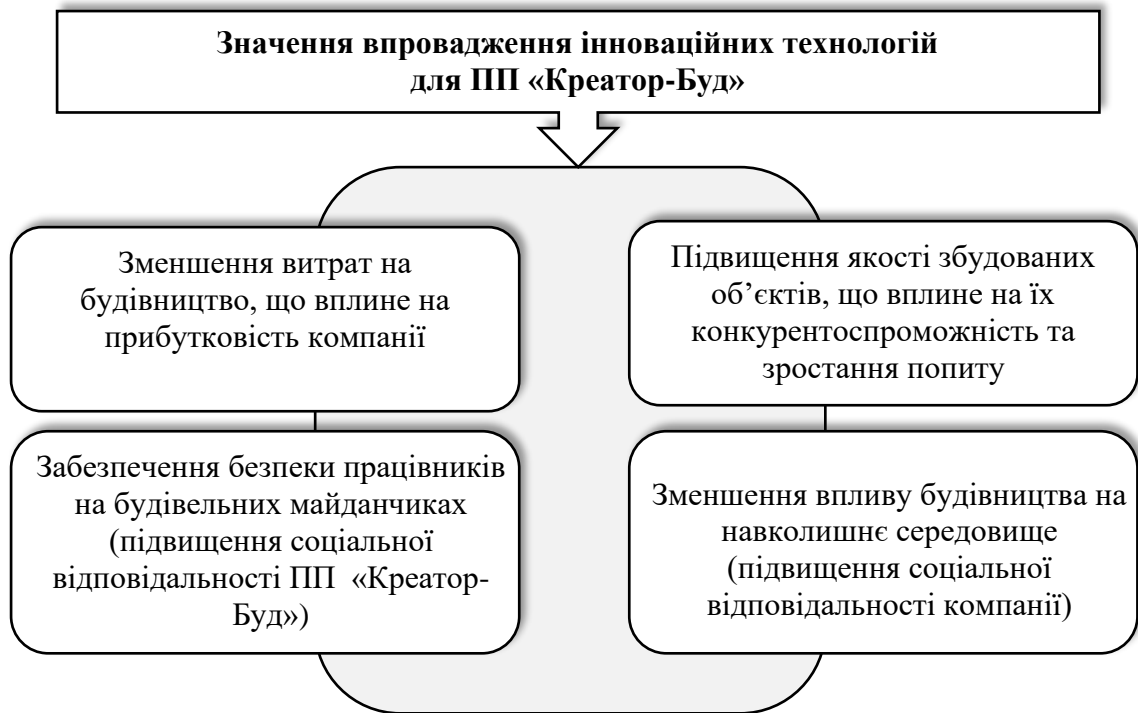 Значення впровадження інноваційних технологій
для ПП «Креатор-Буд»
Зменшення витрат на
будівництво, що вплине на
прибутковість компанії
Підвищення якості збудованих
об’єктів, що вплине на їх
конкурентоспроможність та
зростання попиту
Забезпечення безпеки працівників
на будівельних майданчиках
(підвищення соціальної
відповідальності ПП «Креатор-
Буд»)
Зменшення впливу будівництва на
навколишнє середовище
(підвищення соціальної
відповідальності компанії)